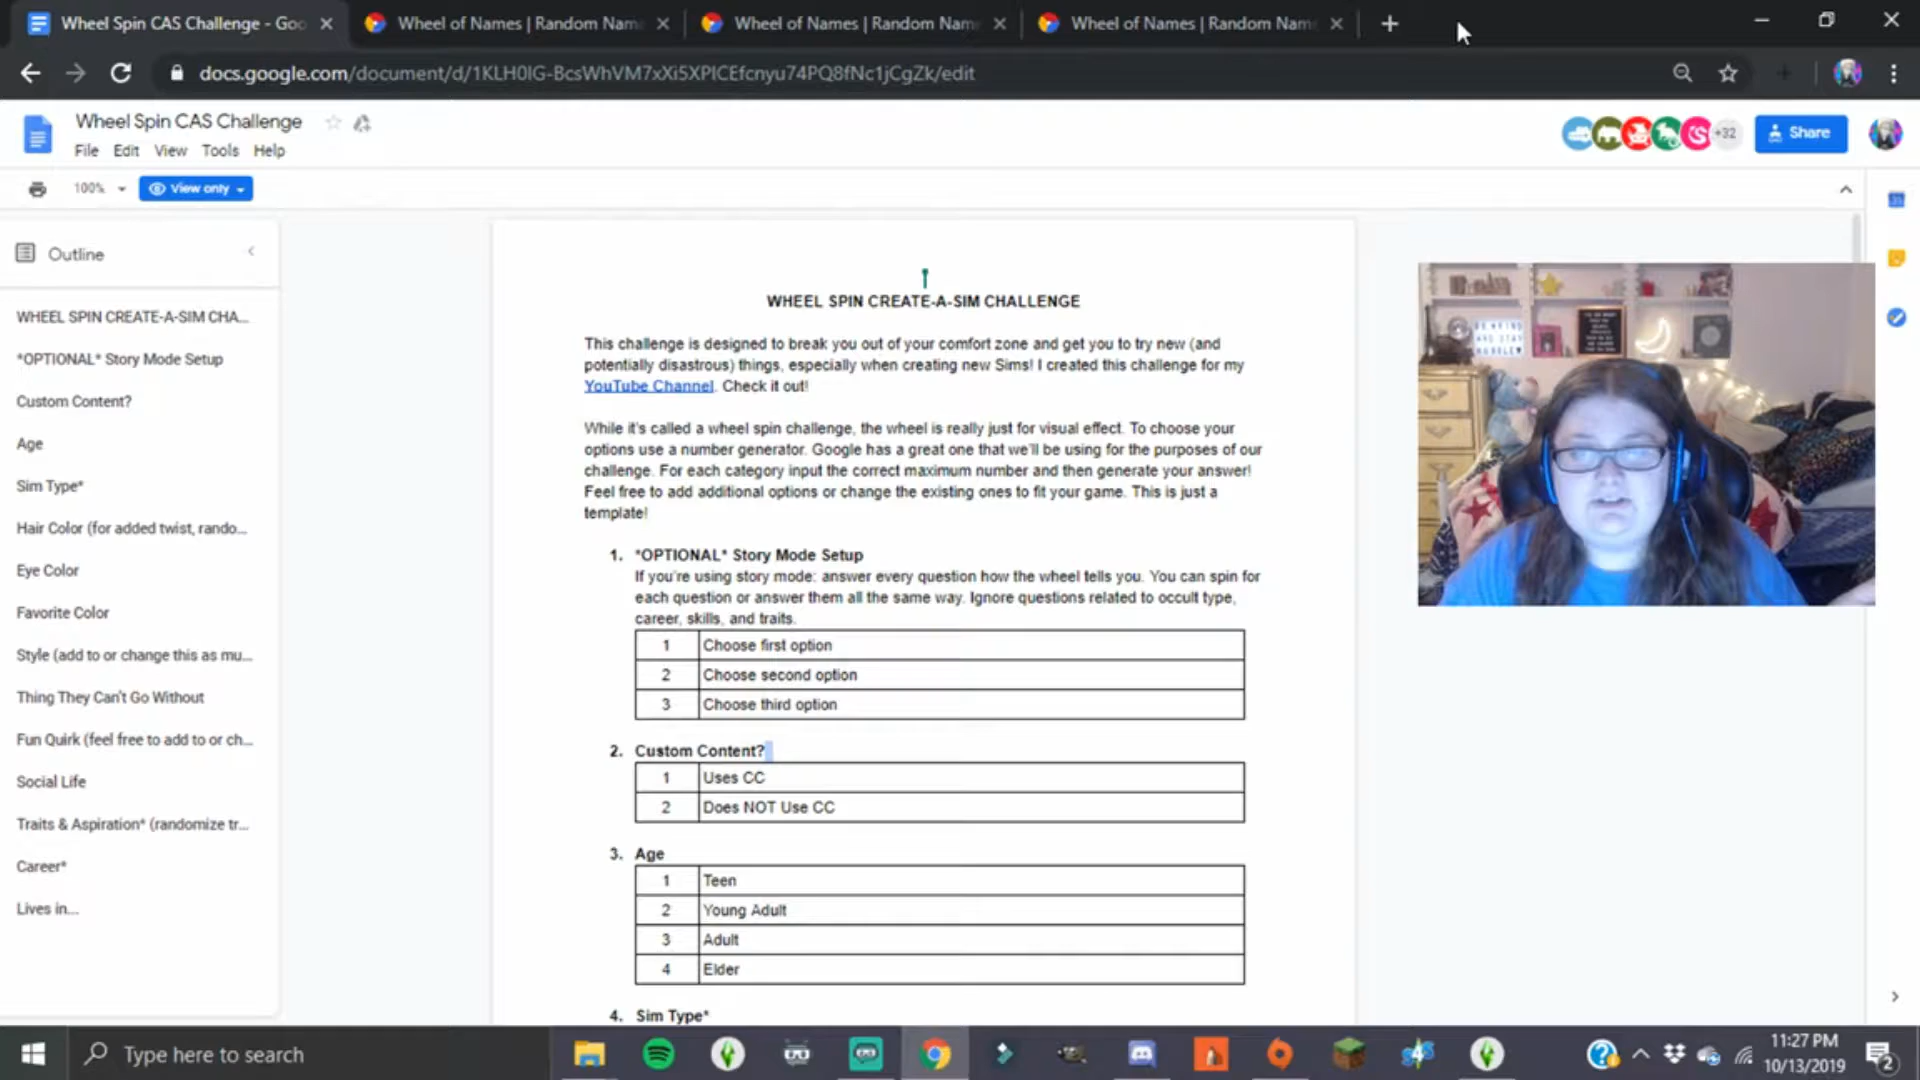 Wheel Spin CAS Challenge - Goo
Wheel of Names | Random Nam
Wheel of Names | Random Nam
Wheel of Names | Random Nam
docs.google.com/document/d/1KLH0IG-BcsWhVM7xXi5XPICEfcnyu74PQ8fNc1jCgZk/edit
Wheel Spin CAS Challenge
File Edit View Tools Help
+32
Share
100%
View only
Outline
WHEEL SPIN CREATE-A-SIM CHA...
*OPTIONAL* Story Mode Setup
Custom Content?
Age
Sim Type*
Hair Color (for added twist, rando...
Eye Color
Favorite Color
Style (add to or change this as mu...
Thing They Can't Go Without
Fun Quirk (feel free to add to or ch...
Social Life
Traits & Aspiration* (randomize tr...
Career*
Lives in...
WHEEL SPIN CREATE-A-SIM CHALLENGE
This challenge is designed to break you out of your comfort zone and get you to try new (and
potentially disastrous) things, especially when creating new Sims! I created this challenge for my
YouTube Channel. Check it out!
While it's called a wheel spin challenge, the wheel is really just for visual effect. To choose your
options use a number generator. Google has a great one that we'll be using for the purposes of our
challenge. For each category input the correct maximum number and then generate your answer!
Feel free to add additional options or change the existing ones to fit your game. This is just a
template!
1. *OPTIONAL* Story Mode Setup
If you're using story mode: answer every question how the wheel tells you. You can spin for
each question or answer them all the same way. Ignore questions related to occult type,
career, skills, and traits.
1 Choose first option
2 Choose second option
3 Choose third option
2. Custom Content?
1 Uses CC
2 Does NOT Use CC
3. Age
1 Teen
2 Young Adult
3 Adult
4 Elder
4. Sim Type*
Type here to search
11:27 PM
10/13/2019
2